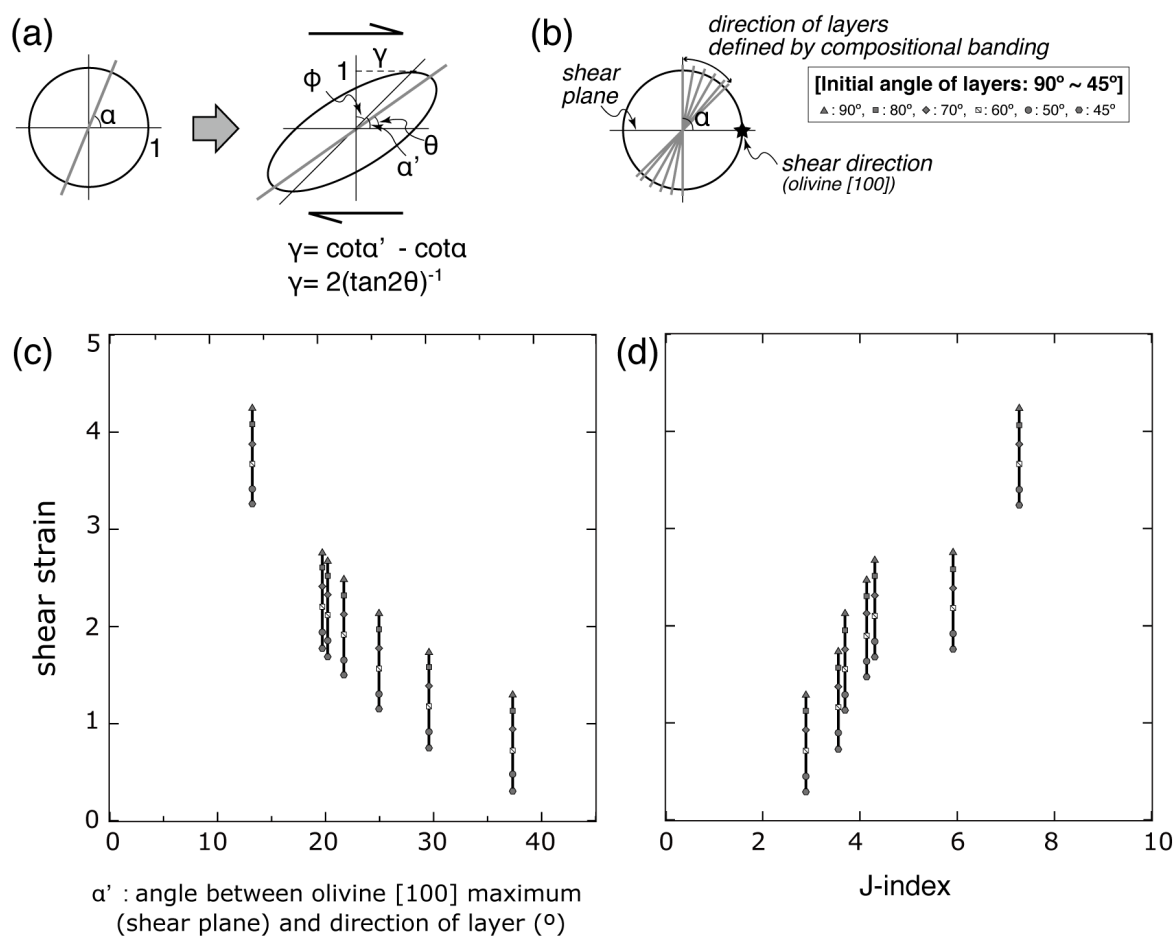 (a)
α
1
γ
1
Φ
α'
θ
γ= cotα' - cotα
γ= 2(tan2θ)-1
(b)
direction of layers
defined by compositional banding
shear
plane
α
[Initial angle of layers: 90º ~ 45º]
: 90º, : 80º, : 70º, : 60º, : 50º, : 45º
shear direction
(olivine [100])
(c)
5
4
3
2
1
0
shear strain
0 10 20 30 40
α' : angle between olivine [100] maximum
(shear plane) and direction of layer (º)
(d)
0 2 4 6 8 10
J-index